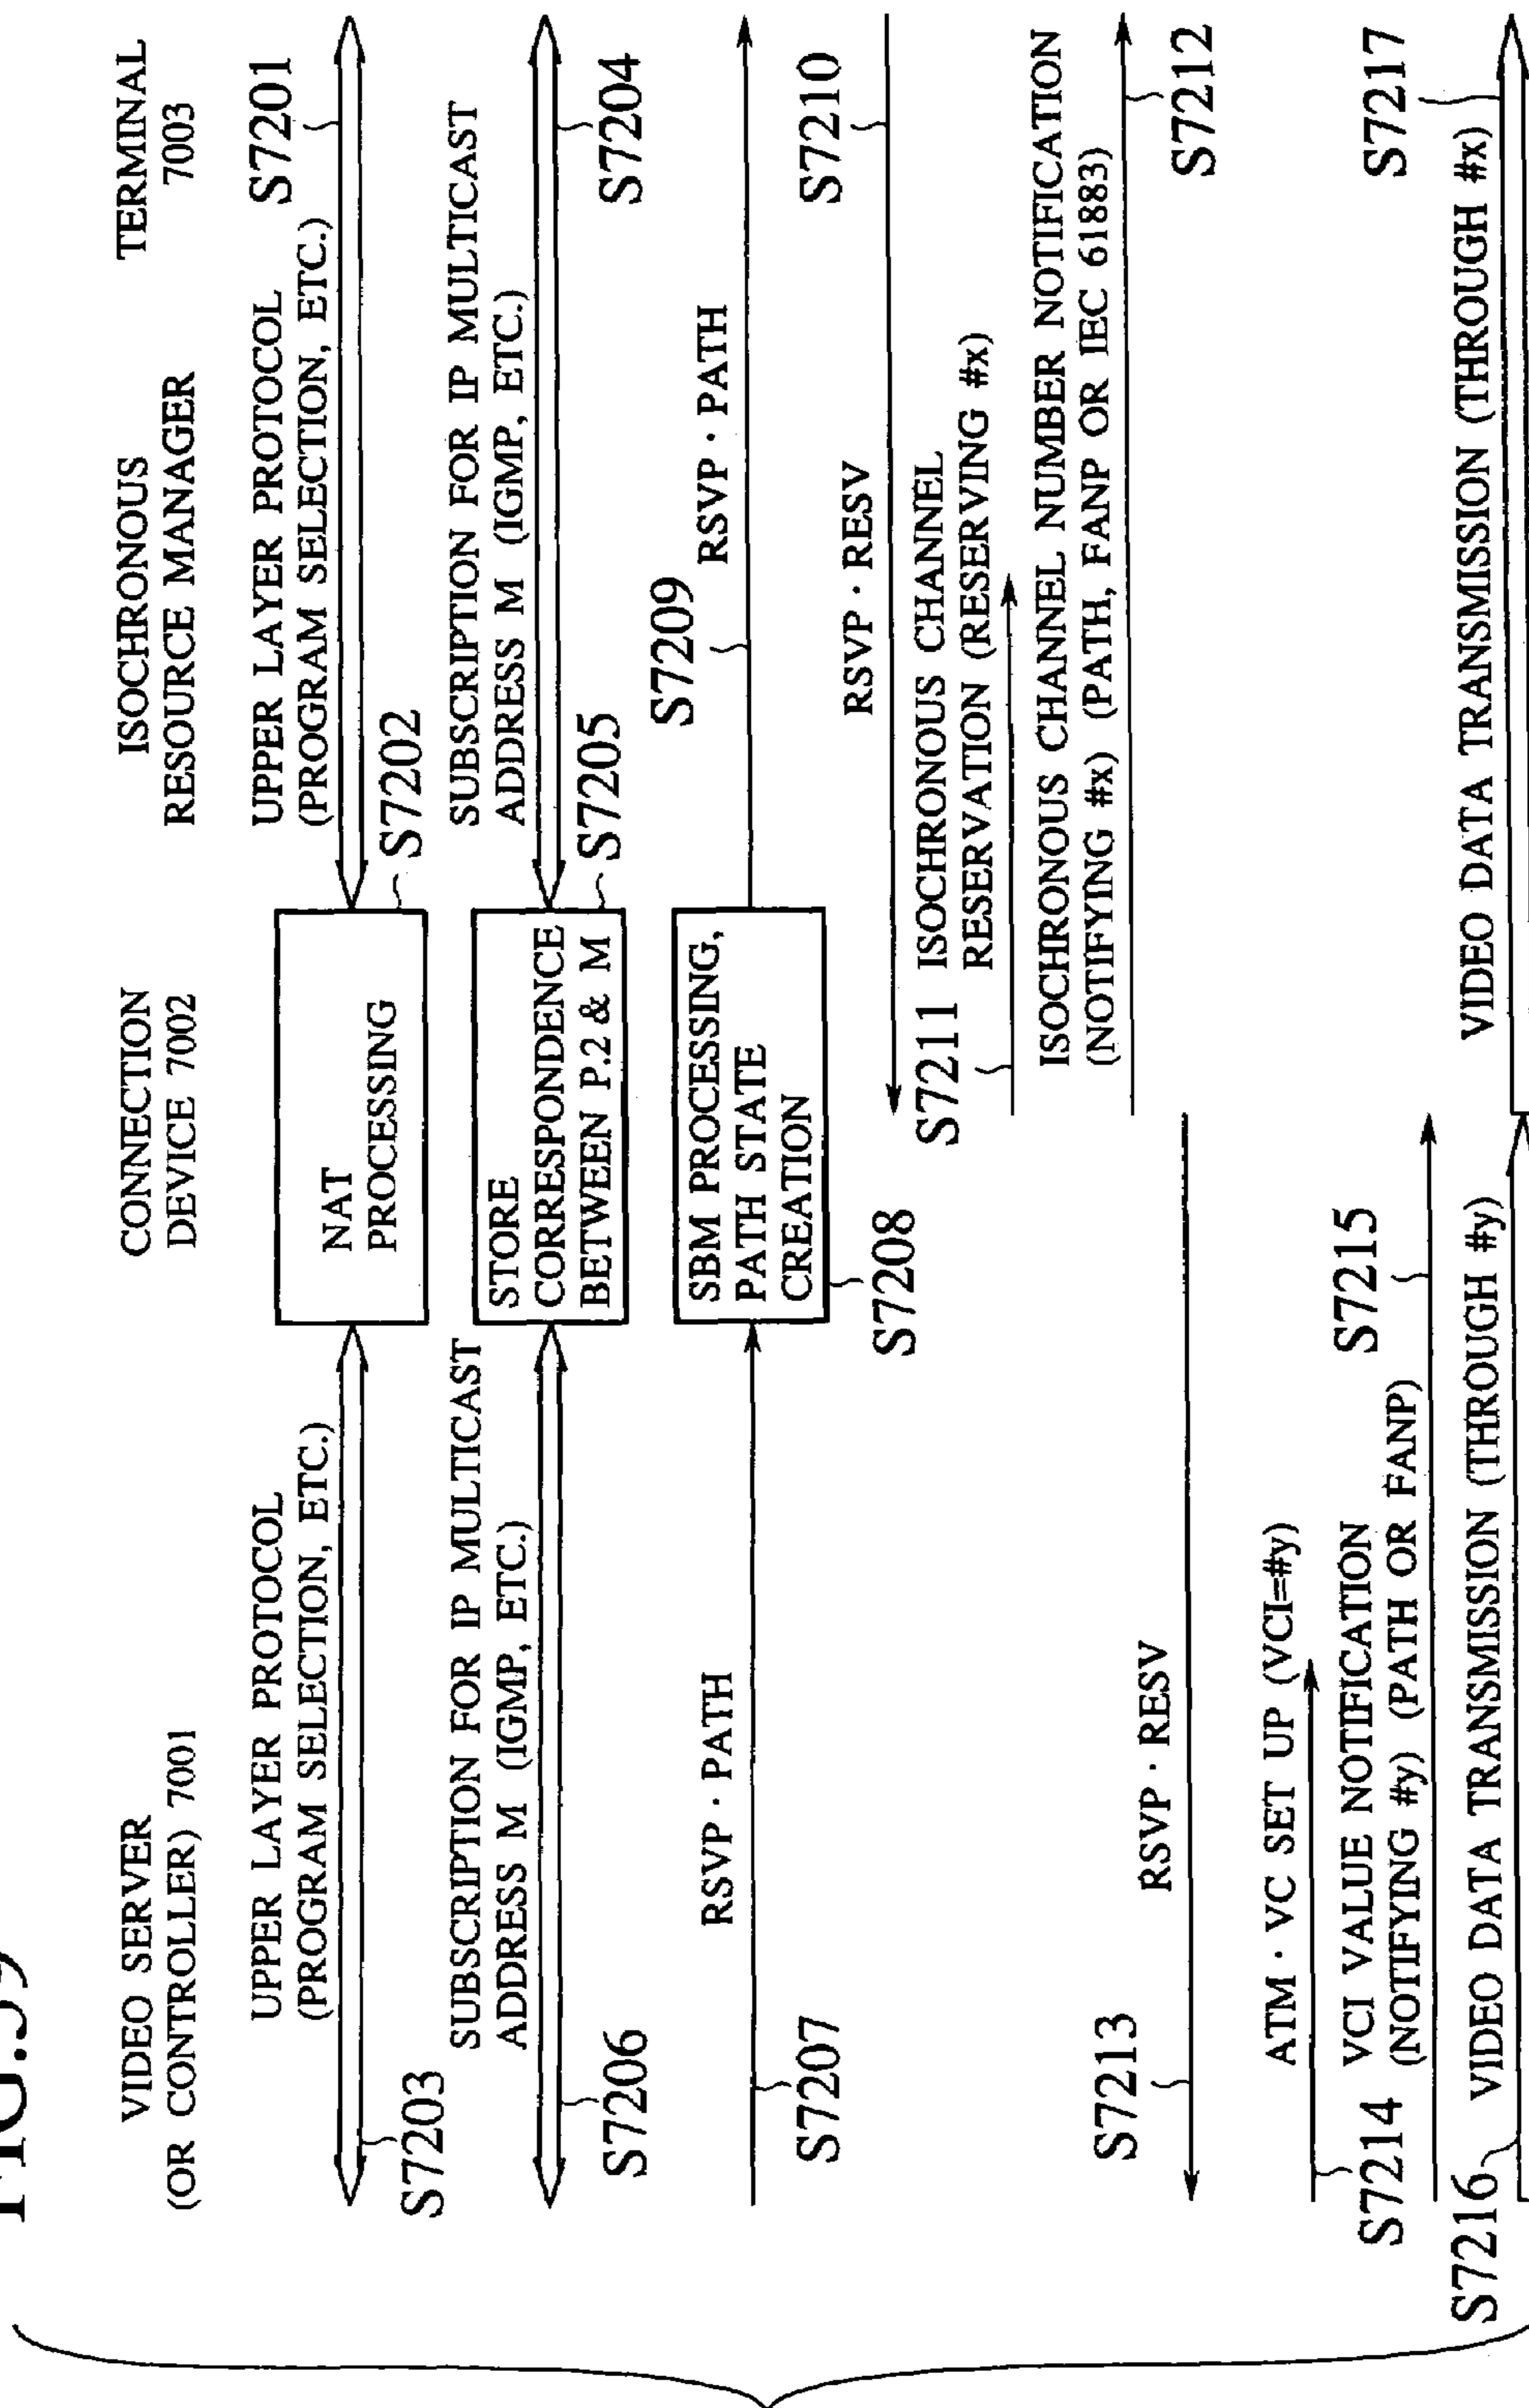 VIDEO SERVER
(OR CONTROLLER) 7001
CONNECTION
DEVICE 7002
ISOCHRONOUS
RESOURCE MANAGER
TERMINAL
7003
UPPER LAYER PROTOCOL
(PROGRAM SELECTION, ETC.)
S7203
NAT
PROCESSING
S7202
UPPER LAYER PROTOCOL
(PROGRAM SELECTION, ETC.)
S7201
SUBSCRIPTION FOR IP MULTICAST
ADDRESS M (IGMP, ETC.)
S7206
STORE
CORRESPONDENCE
BETWEEN P.2 & M
S7205
SUBSCRIPTION FOR IP MULTICAST
ADDRESS M (IGMP, ETC.)
S7204
RSVP · PATH
S7207
SBM PROCESSING,
PATH STATE
CREATION
S7208
S7209
RSVP · PATH
RSVP · RESV
S7210
S7211
ISOCHRONOUS CHANNEL
RESERVATION (RESERVING #x)
ISOCHRONOUS CHANNEL NUMBER NOTIFICATION
(NOTIFYING #x) (PATH, FANP OR IEC 61883)
S7212
S7213
RSVP · RESV
ATM · VC SET UP (VCI=#y)
S7214
VCI VALUE NOTIFICATION
(NOTIFYING #y) (PATH OR FANP)
S7215
S7216
VIDEO DATA TRANSMISSION (THROUGH #y)
VIDEO DATA TRANSMISSION (THROUGH #x)
S7217